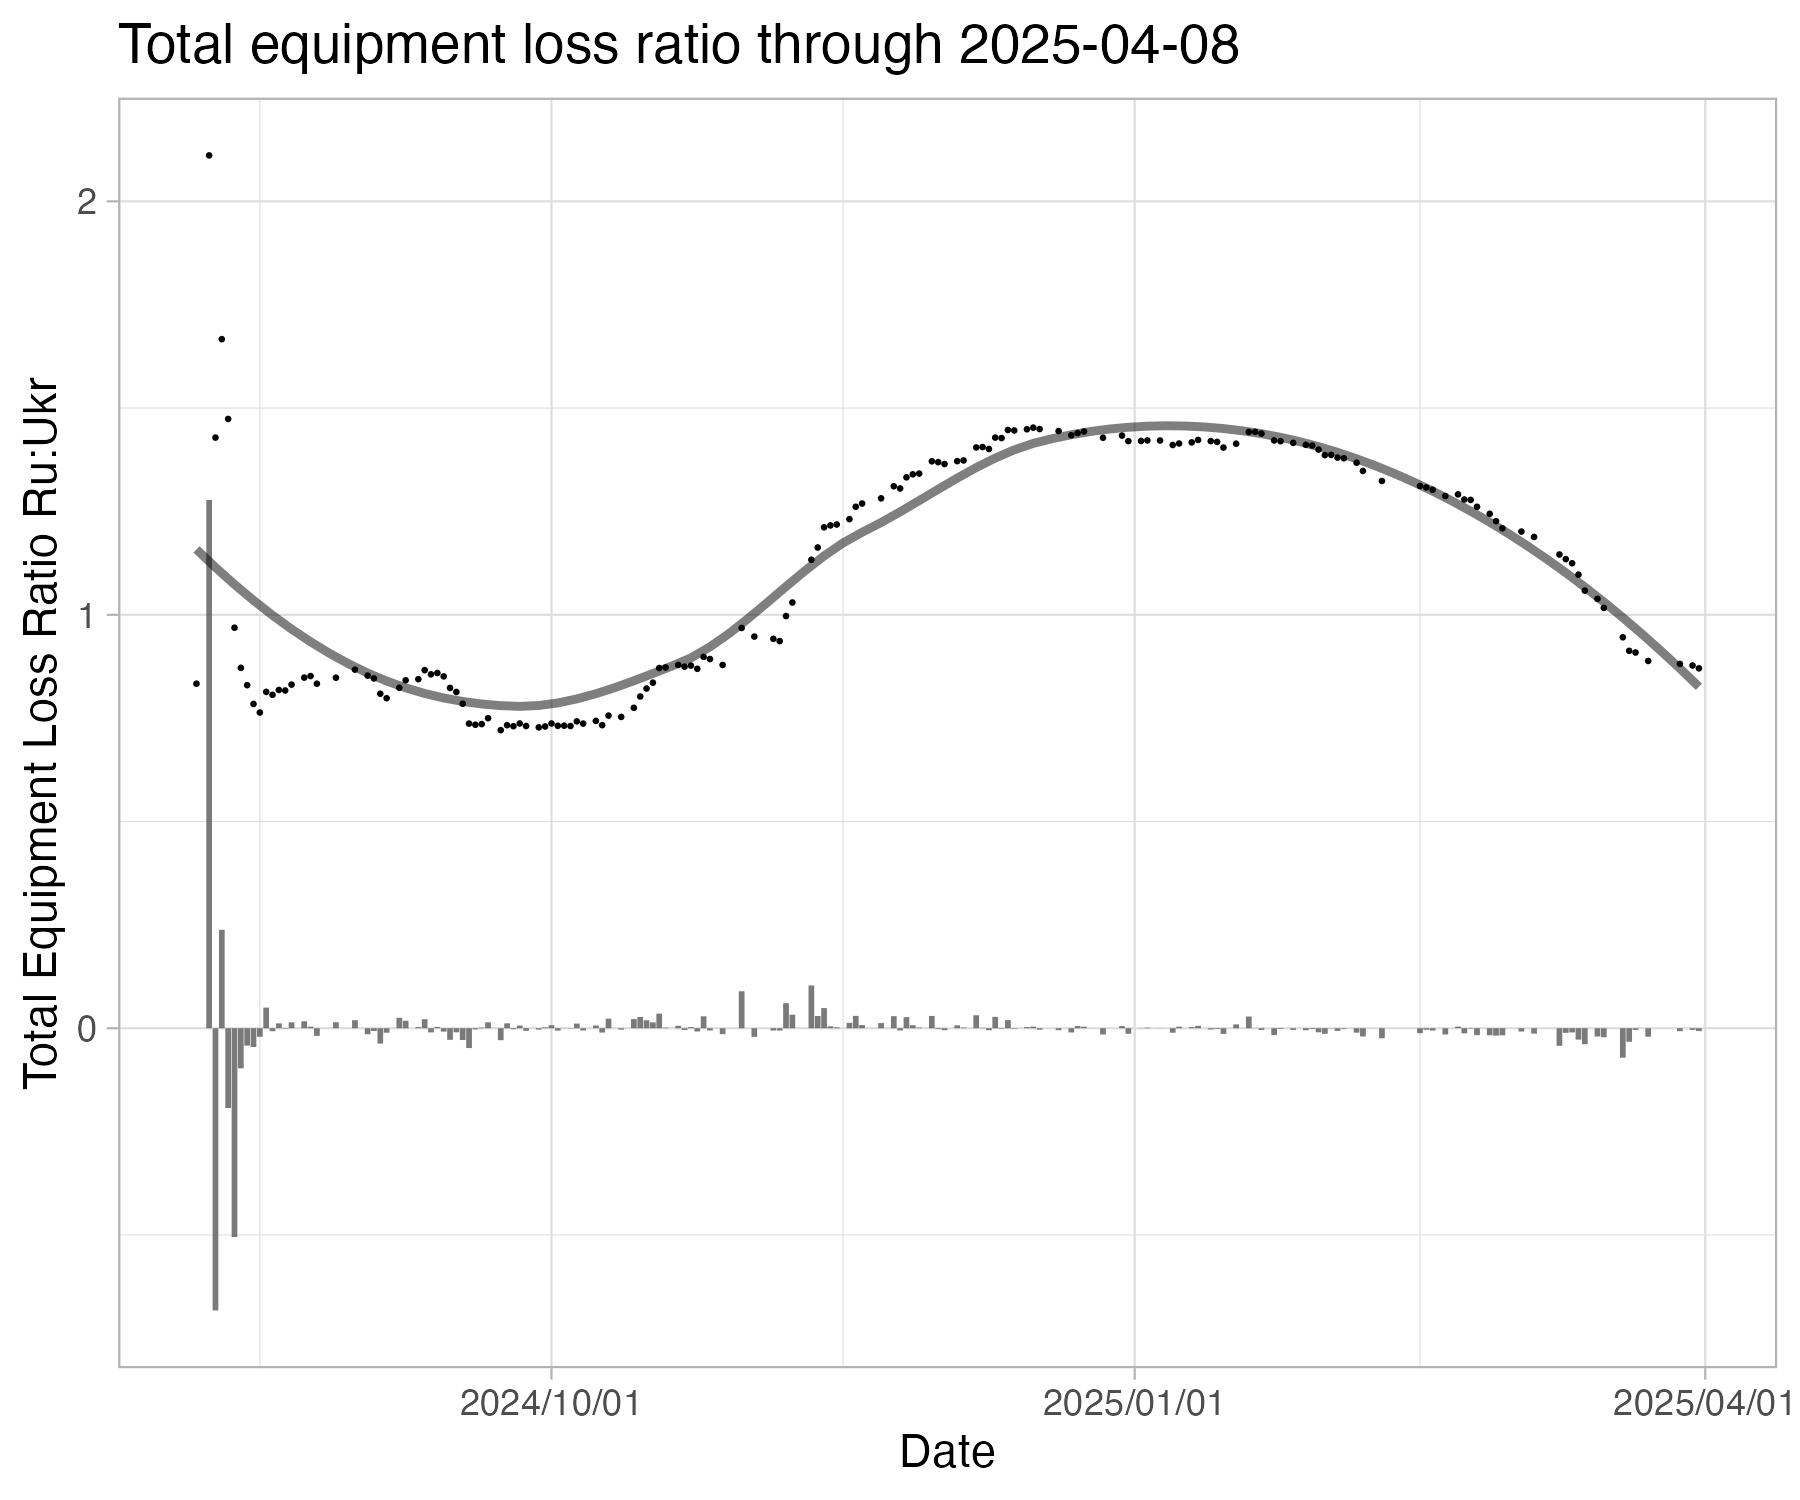 Total equipment loss ratio through 2025-04-08
Total Equipment Loss Ratio Ru:Ukr
2
1
0
2024/10/01
2025/01/01
2025/04/01
Date